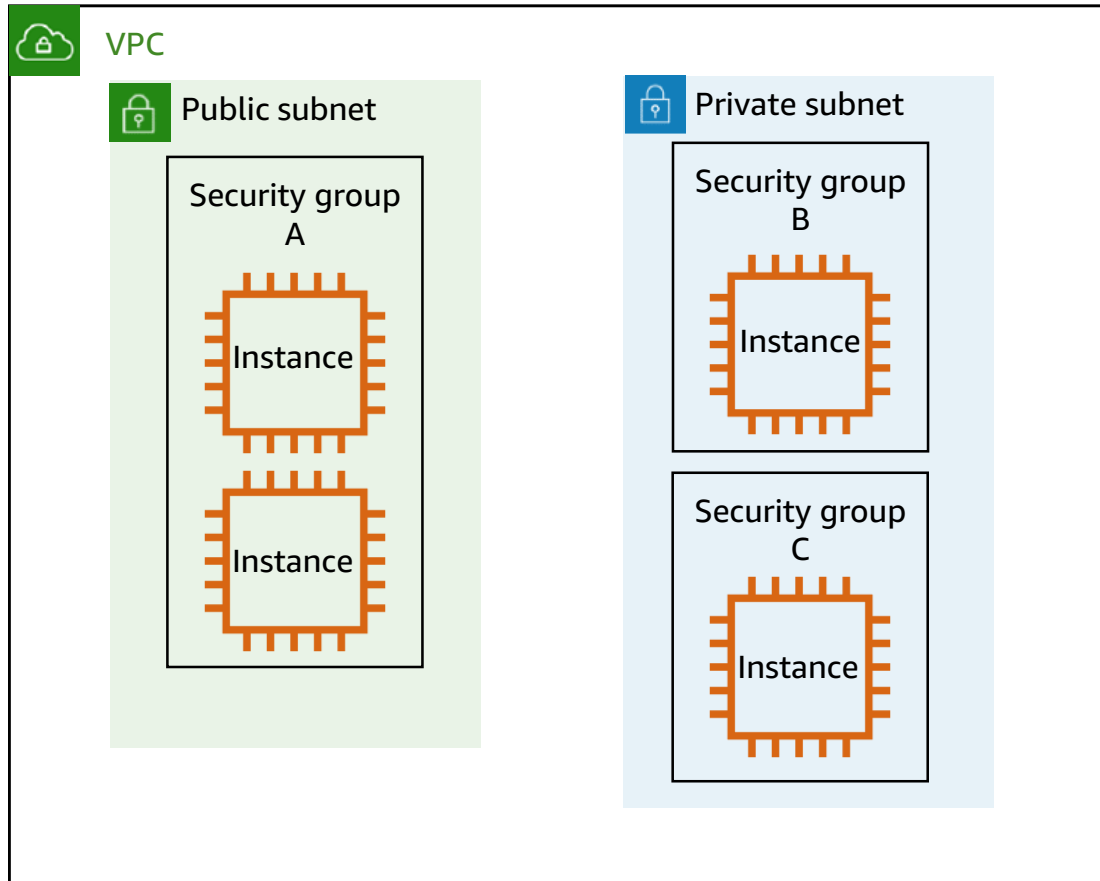 VPC
Public subnet
Security group
A
Instance
Instance
Private subnet
Security group
B
Instance
Security group
C
Instance